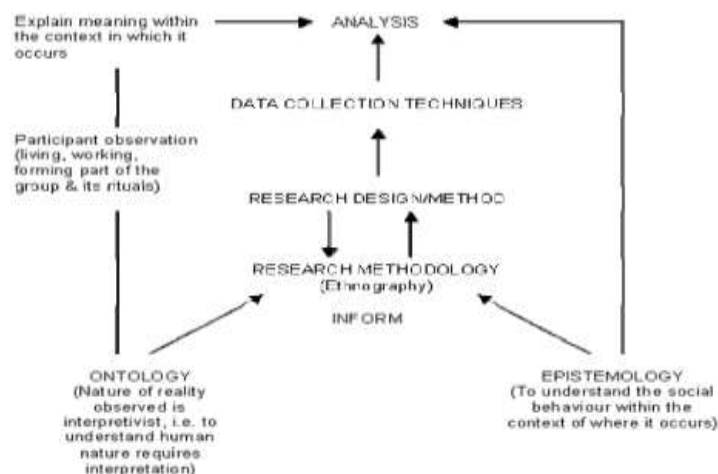 Explain meaning within
the context in which it
occurs
ANALYSIS
DATA COLLECTION TECHNIQUES
Participant observation
(living, working,
forming part of the
group & its rituals)
RESEARCH DESIGN/METHOD
RESEARCH METHODOLOGY
(Ethnography)
INFORM
ONTOLOGY
(Nature of reality
observed is
interpretivist, i.e. to
understand human
nature requires
interpretation)
EPISTEMOLOGY
(To understand the social
behaviour within the
context of where it occurs)